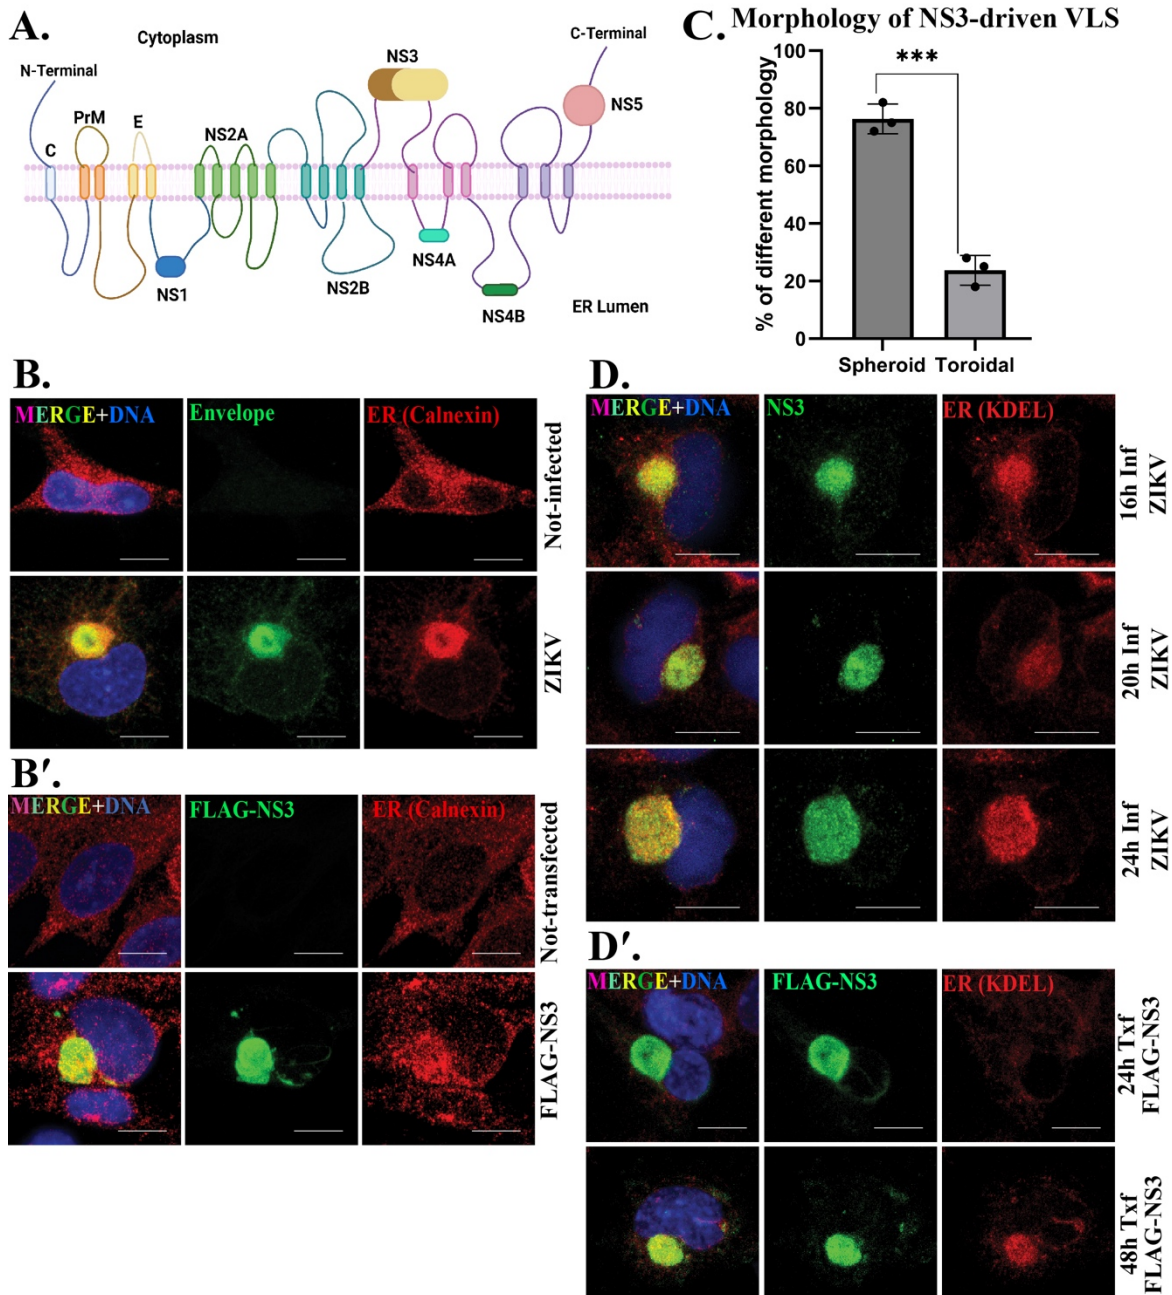 A.
Cytoplasm
N-Terminal
C
PrM
E
NS1
NS2A
NS2B
NS3
NS4A
NS4B
C-Terminal
NS5
ER Lumen
C. Morphology of NS3-driven VLS
% of different morphology
100
80
60
40
20
0
***
Spheroid Toroidal
B.
MERGE+DNA Envelope ER (Calnexin)
Not-infected
ZIKV
B'.
MERGE+DNA FLAG-NS3 ER (Calnexin)
Not-transfected
FLAG-NS3
D.
MERGE+DNA NS3 ER (KDEL)
16h Inf
ZIKV
20h Inf
ZIKV
24h Inf
ZIKV
D'.
MERGE+DNA FLAG-NS3 ER (KDEL)
24h Txf
FLAG-NS3
48h Txf
FLAG-NS3